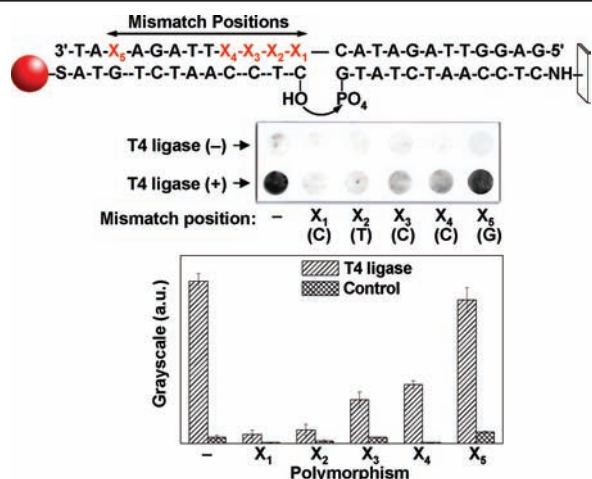 Mismatch Positions
3'-T-A-X5-A-G-A-T-T-X4-X3-X2-X1 — C-A-T-A-G-A-T-T-G-G-A-G-5'
S-A-T-G-T-C-T-A-A-C-C-T-C G-T-A-T-C-T-A-A-C-C-T-C-NH
HO PO4
T4 ligase (–)
T4 ligase (+)
Mismatch position: – X1 X2 X3 X4 X5
(C) (T) (C) (C) (G)
T4 ligase
Control
Grayscale (a.u.)
– X1 X2 X3 X4 X5
Polymorphism